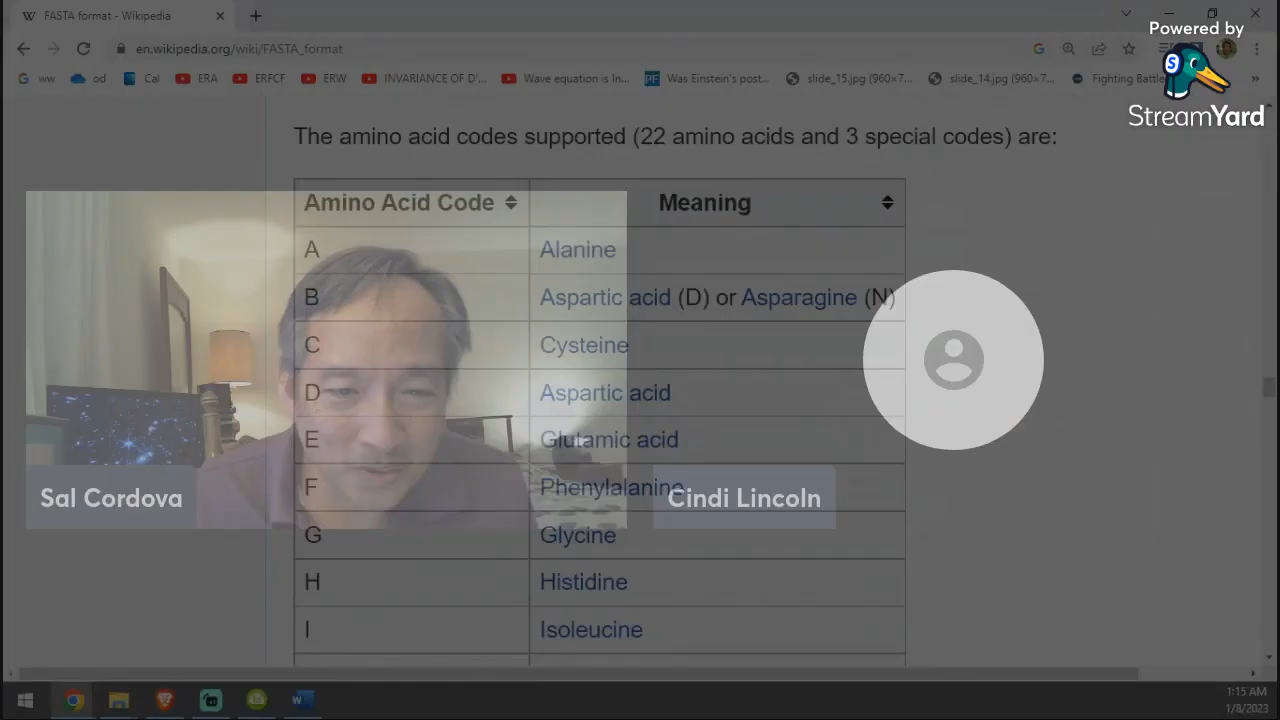 FASTA format - Wikipedia
Powered by
en.wikipedia.org/wiki/FASTA_format
G ww
od
Cal
ERA
ERFCF
ERW
INVARIANCE OF D'...
Wave equation is In...
PF Was Einstein's post...
slide_15.jpg (960×7...
slide_14.jpg (960×7...
Fighting Battle
StreamYard
The amino acid codes supported (22 amino acids and 3 special codes) are:
Amino Acid Code Meaning
A Alanine
B Aspartic acid (D) or Asparagine (N)
C Cysteine
D Aspartic acid
E Glutamic acid
F Phenylalanine
Sal Cordova
Cindi Lincoln
G Glycine
H Histidine
I Isoleucine
1:15 AM
1/8/2023